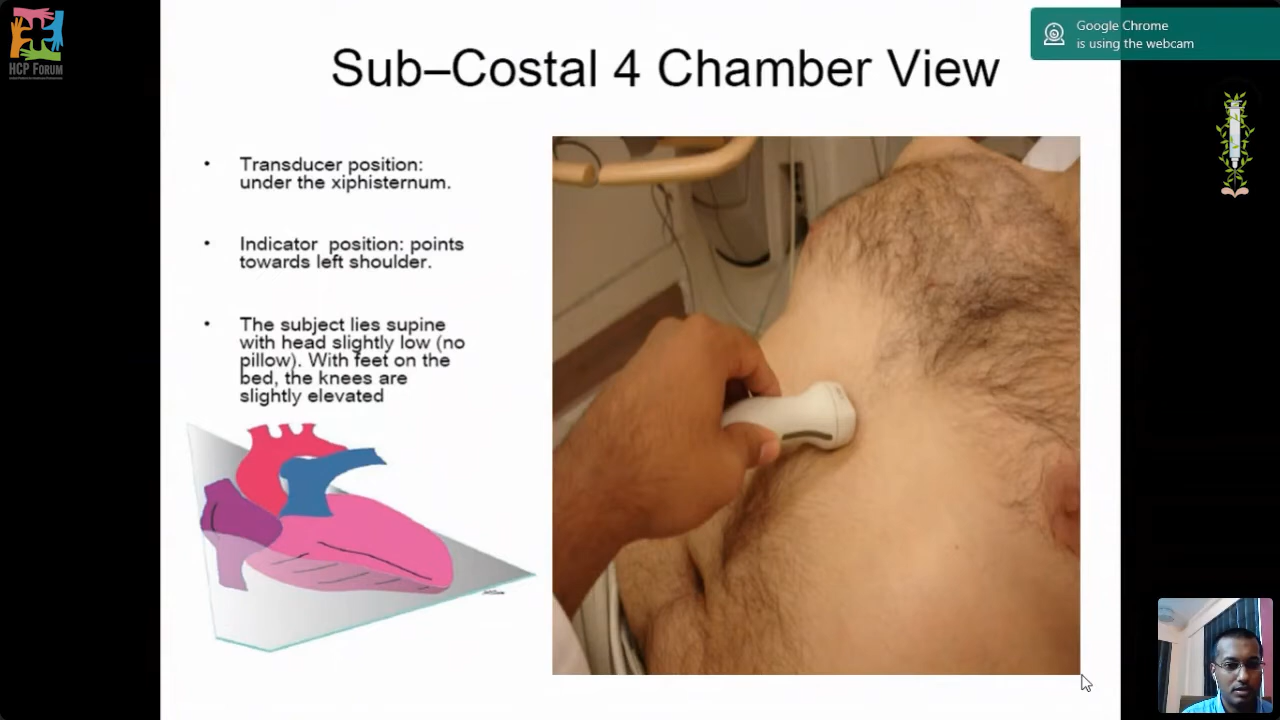 HCP FORUM
Google Chrome
is using the webcam
Sub–Costal 4 Chamber View
• Transducer position:
under the xiphisternum.
• Indicator position: points
towards left shoulder.
• The subject lies supine
with head slightly low (no
pillow). With feet on the
bed, the knees are
slightly elevated